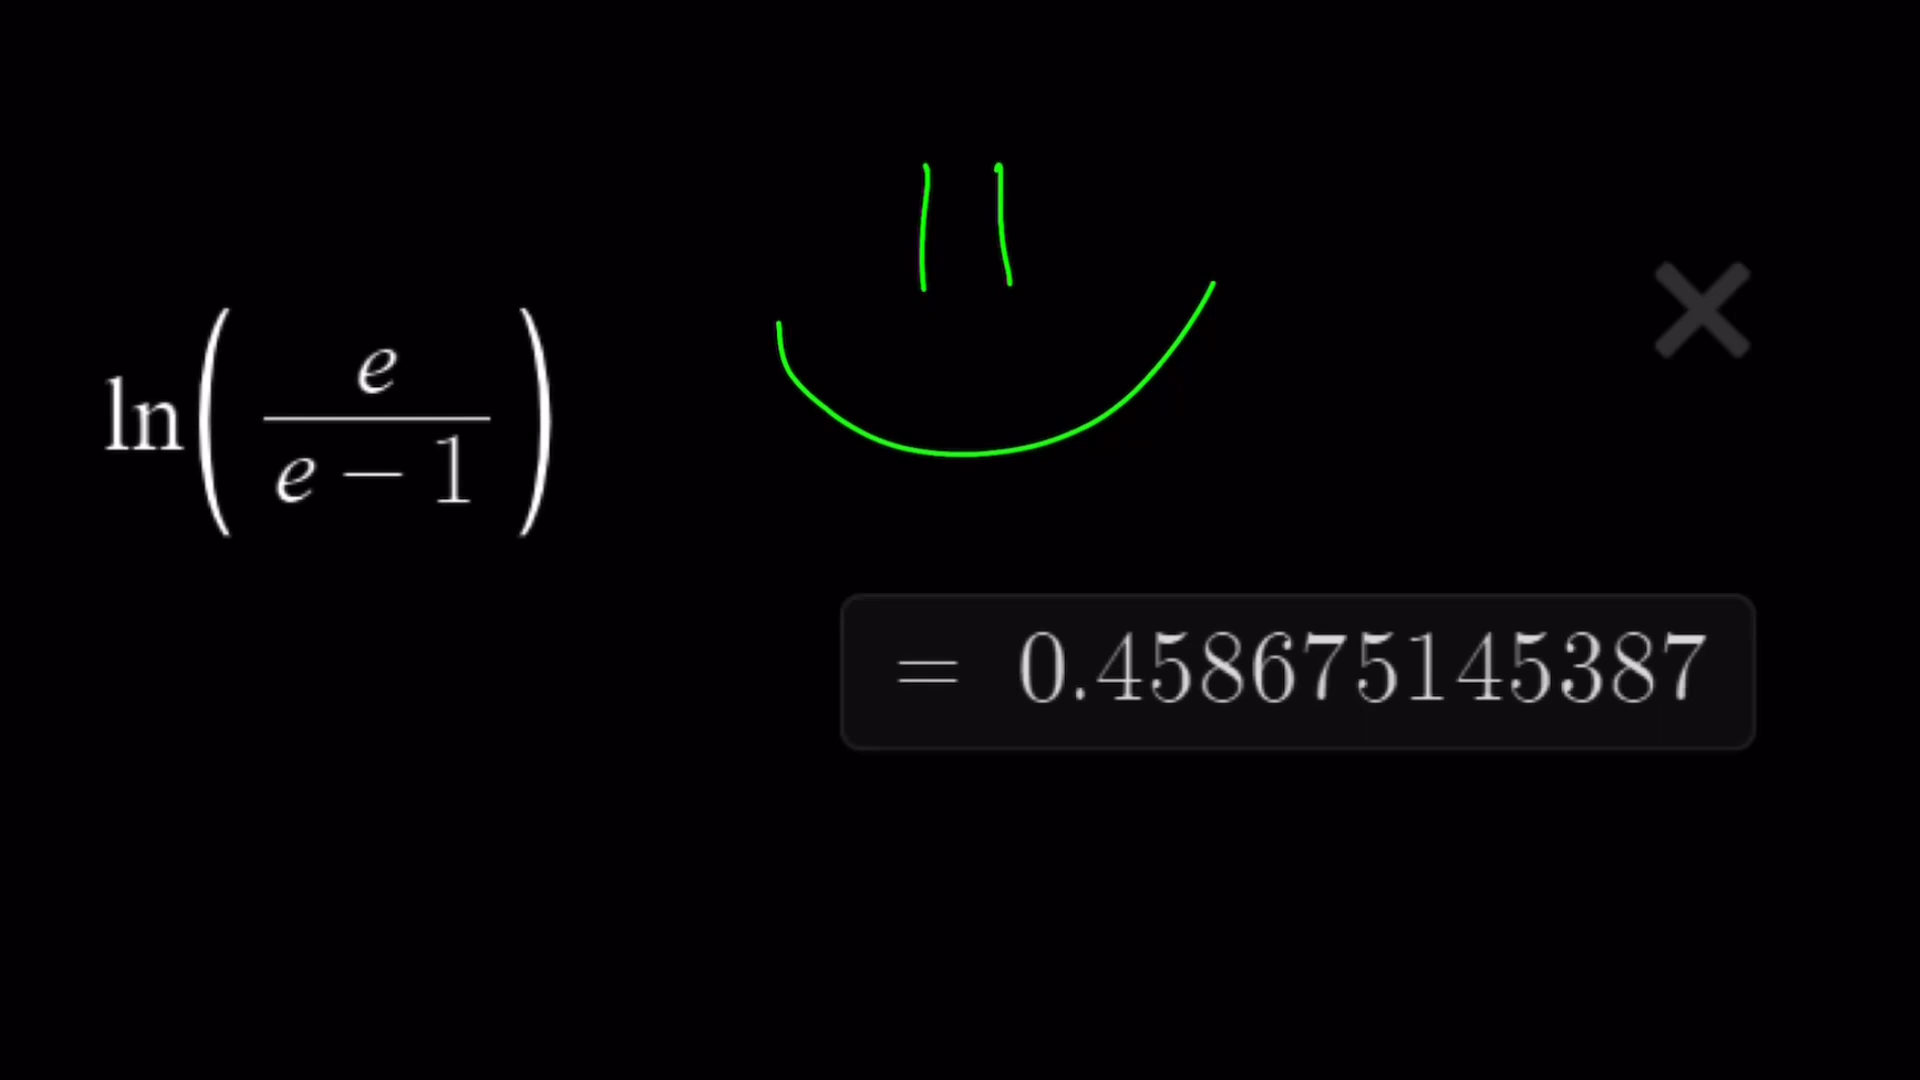 ln( e / (e − 1) )
= 0.458675145387